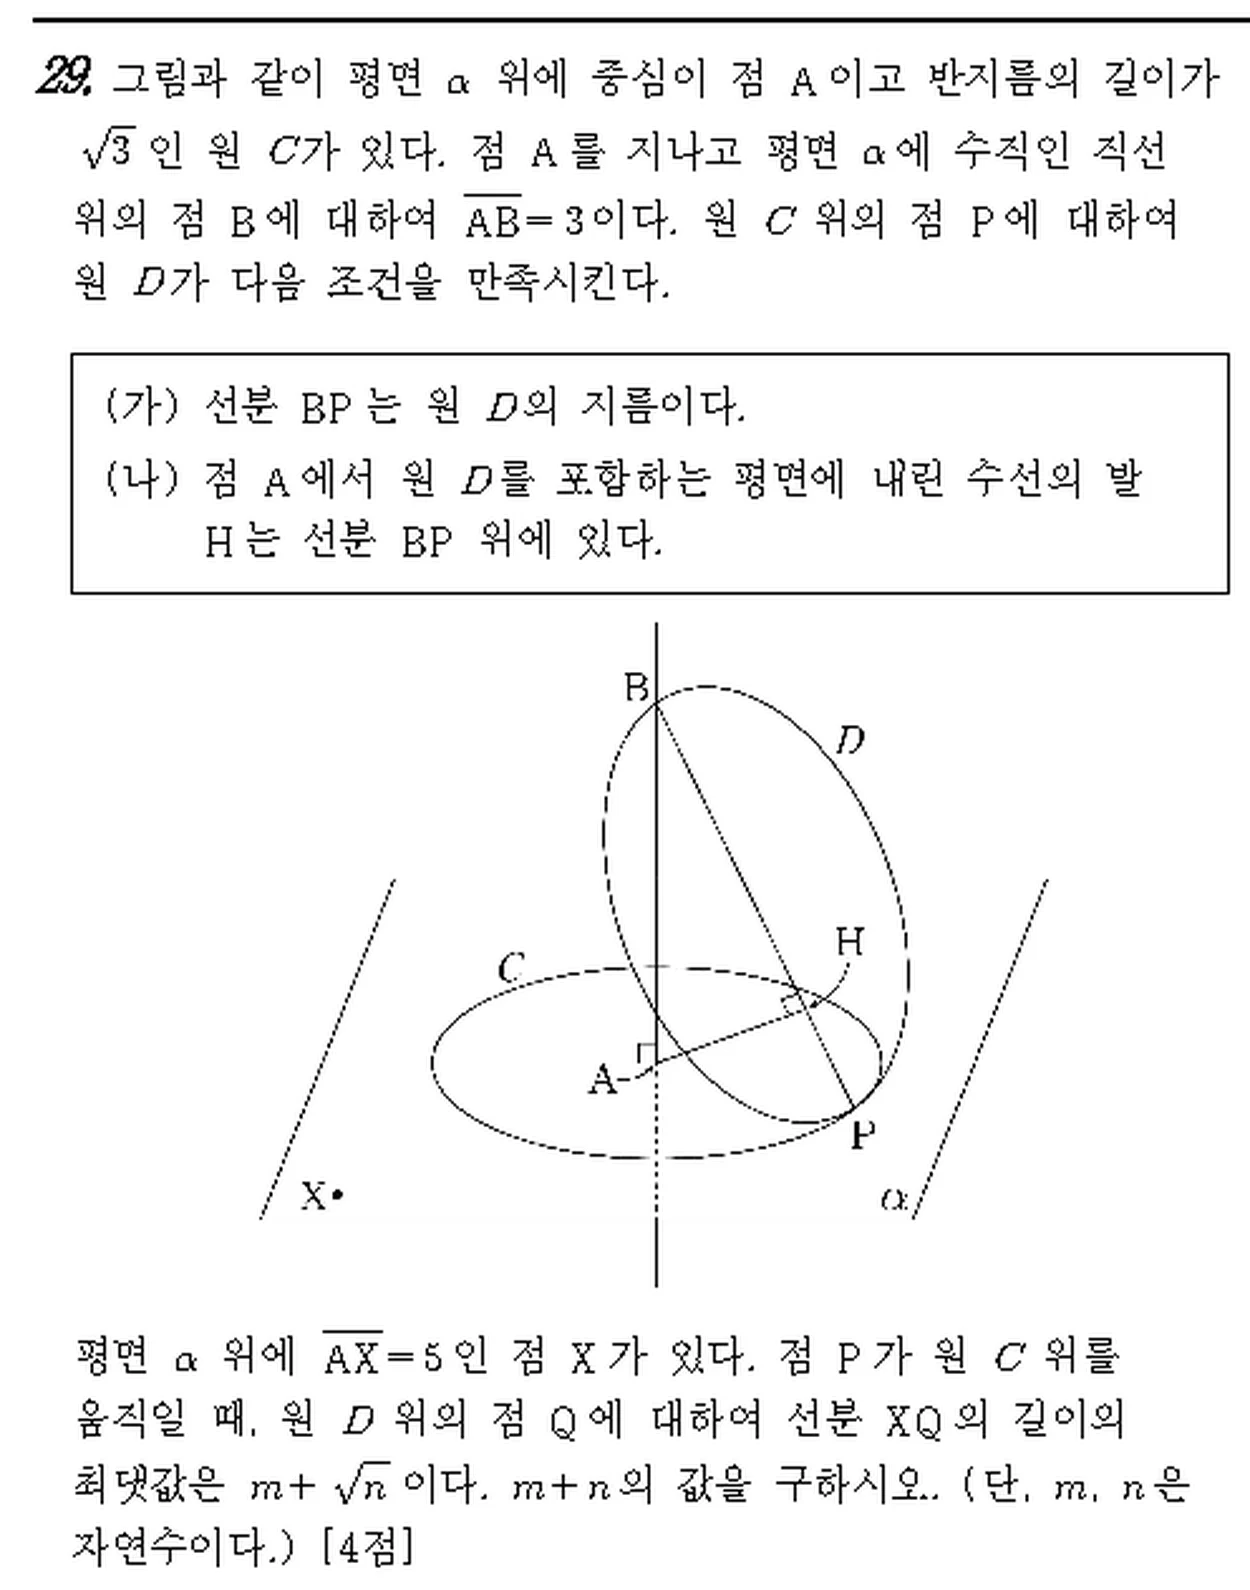 29. 그림과 같이 평면 α 위에 중심이 점 A이고 반지름의 길이가
√3 인 원 C가 있다. 점 A를 지나고 평면 α에 수직인 직선
위의 점 B에 대하여 AB=3이다. 원 C 위의 점 P에 대하여
원 D가 다음 조건을 만족시킨다.
(가) 선분 BP는 원 D의 지름이다.
(나) 점 A에서 원 D를 포함하는 평면에 내린 수선의 발
H는 선분 BP 위에 있다.
B
D
H
C
A
P
X
α
평면 α 위에 AX=5인 점 X가 있다. 점 P가 원 C 위를
움직일 때, 원 D 위의 점 Q에 대하여 선분 XQ의 길이의
최댓값은 m+√n 이다. m+n의 값을 구하시오. (단, m, n은
자연수이다.) [4점]